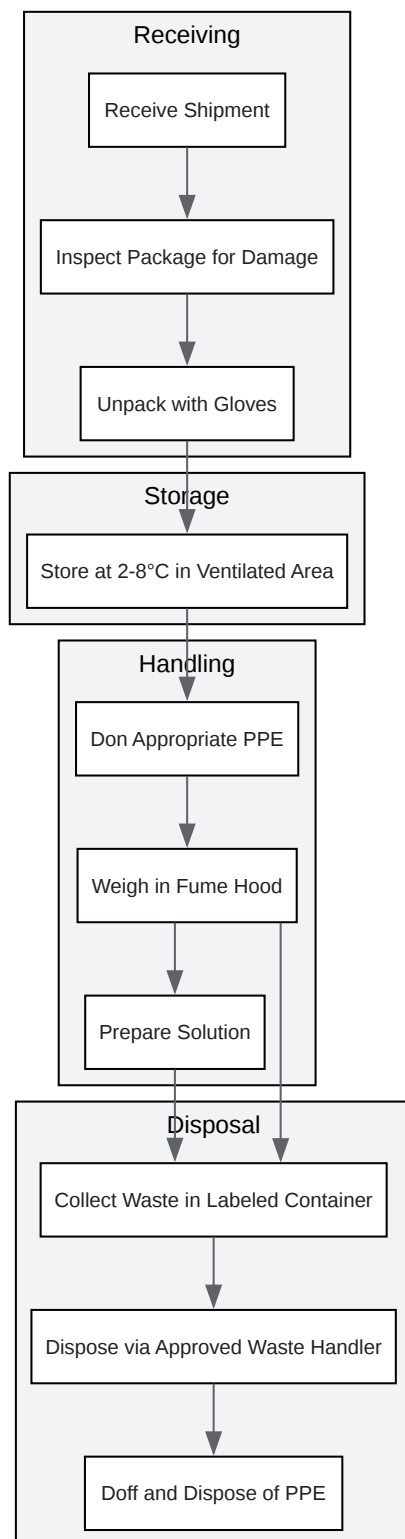 Receiving
Receive Shipment
Inspect Package for Damage
Unpack with Gloves
Storage
Store at 2-8°C in Ventilated Area
Handling
Don Appropriate PPE
Weigh in Fume Hood
Prepare Solution
Disposal
Collect Waste in Labeled Container
Dispose via Approved Waste Handler
Doff and Dispose of PPE